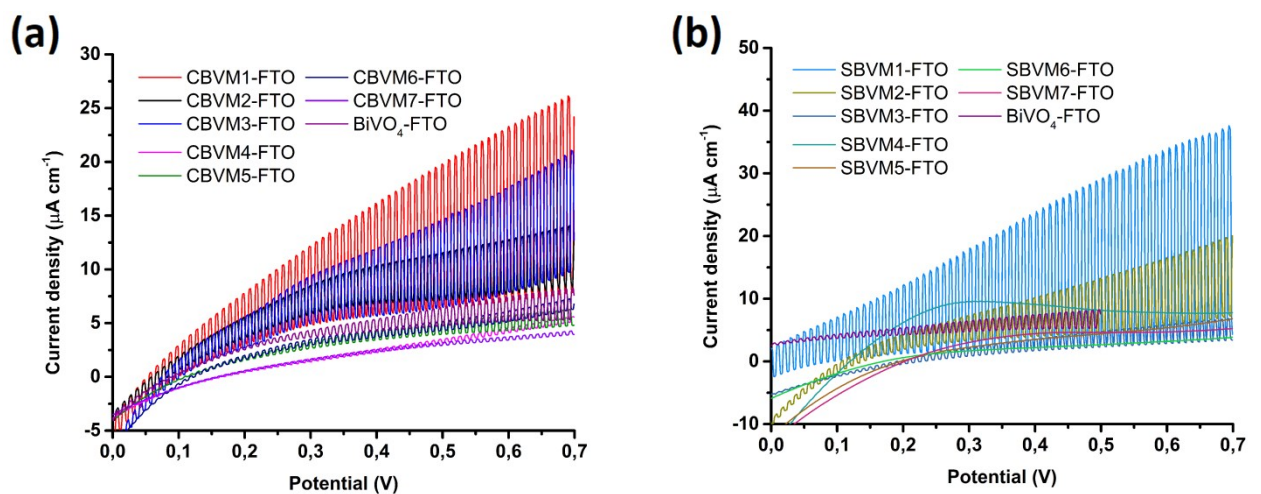 (a)
30
25
20
15
10
5
0
-5
Current density (μA cm⁻¹)
CBVM1-FTO
CBVM2-FTO
CBVM3-FTO
CBVM4-FTO
CBVM5-FTO
CBVM6-FTO
CBVM7-FTO
BiVO₄-FTO
0,0 0,1 0,2 0,3 0,4 0,5 0,6 0,7
Potential (V)
(b)
50
40
30
20
10
0
-10
Current density (μA cm⁻¹)
SBVM1-FTO
SBVM2-FTO
SBVM3-FTO
SBVM4-FTO
SBVM5-FTO
SBVM6-FTO
SBVM7-FTO
BiVO₄-FTO
0,0 0,1 0,2 0,3 0,4 0,5 0,6 0,7
Potential (V)